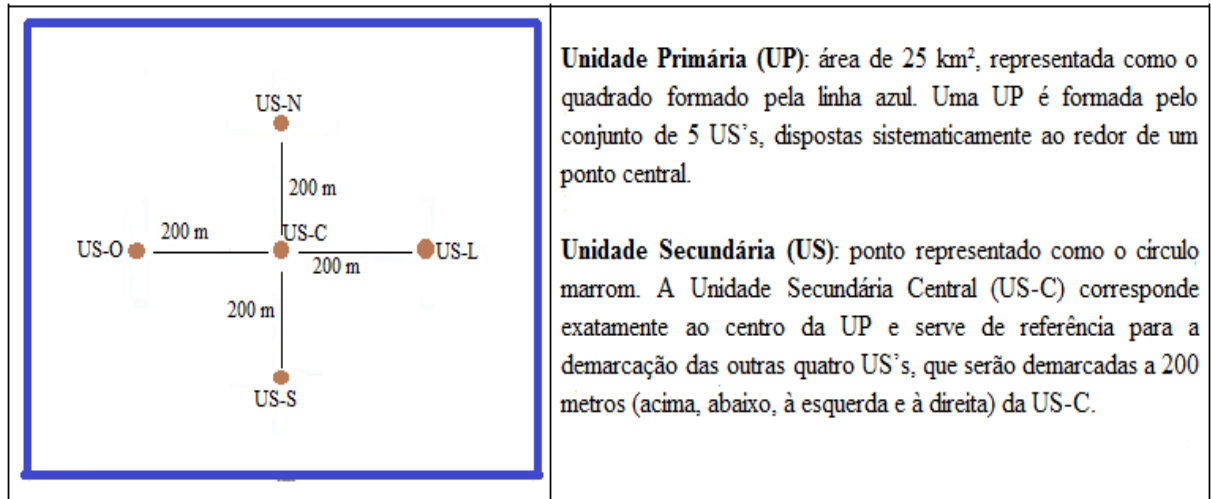 US-N
200 m
US-C
US-O
200 m
US-L
200 m
200 m
US-S
Unidade Primária (UP): área de 25 km², representada como o
quadrado formado pela linha azul. Uma UP é formada pelo
conjunto de 5 US`s, dispostas sistematicamente ao redor de um
ponto central.
Unidade Secundária (US): ponto representado como o círculo
marrom. A Unidade Secundária Central (US-C) corresponde
exatamente ao centro da UP e serve de referência para a
demarcação das outras quatro US`s, que serão demarcadas a 200
metros (acima, abaixo, à esquerda e à direita) da US-C.